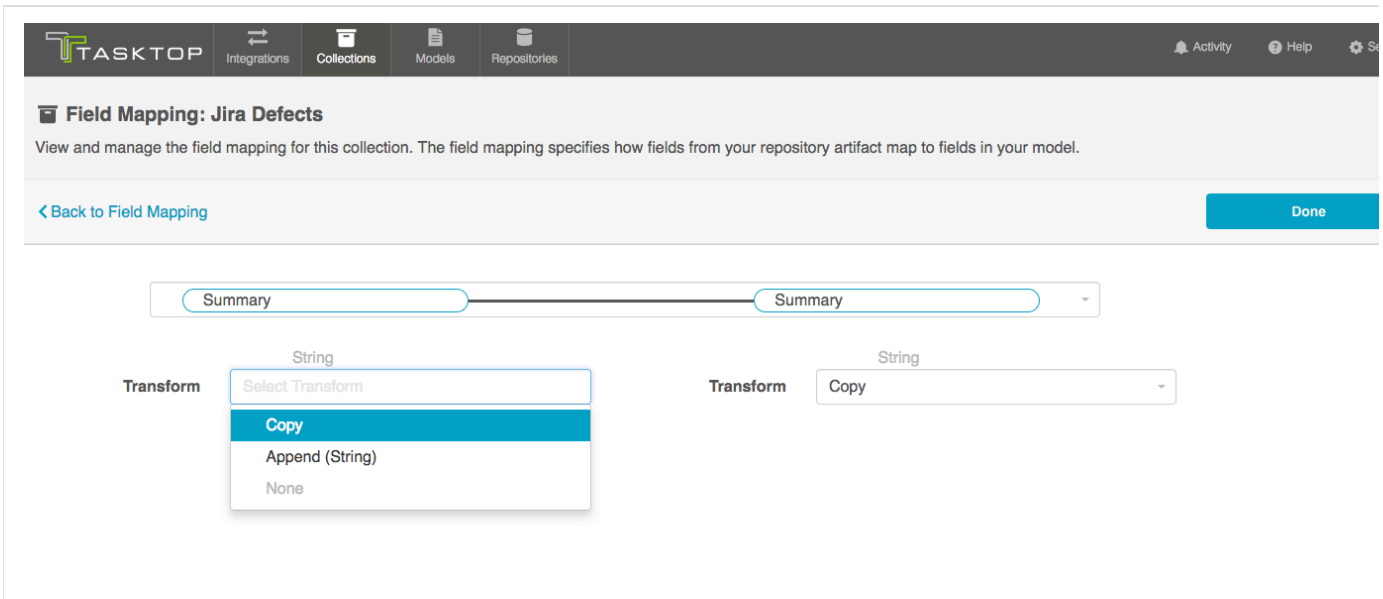 TASKTOP Integrations Collections Models Repositories Activity Help Se
Field Mapping: Jira Defects
View and manage the field mapping for this collection. The field mapping specifies how fields from your repository artifact map to fields in your model.
Back to Field Mapping Done
Summary Summary
String String
Transform Select Transform Transform Copy
Copy
Append (String)
None